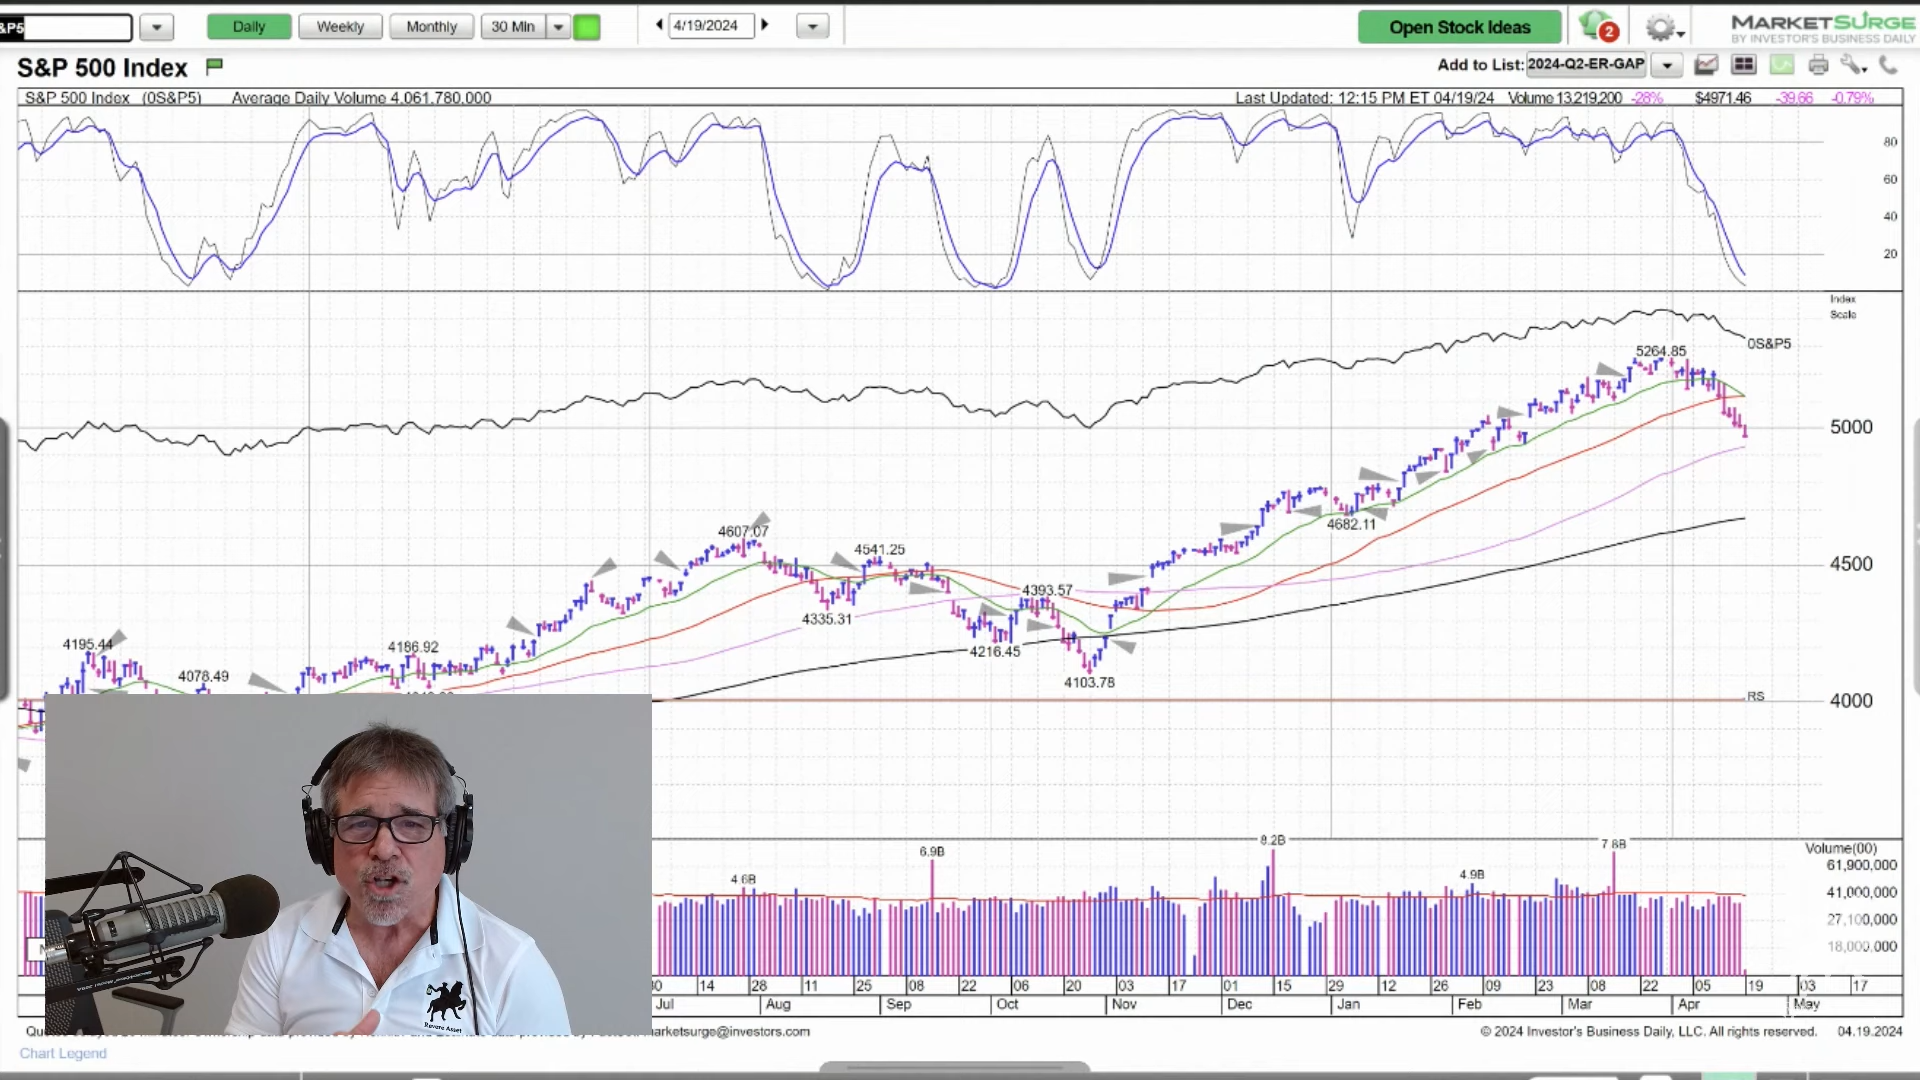 &P5
Daily
Weekly
Monthly
30 Min
4/19/2024
Open Stock Ideas
2
MARKETSURGE
BY INVESTOR'S BUSINESS DAILY
S&P 500 Index
Add to List:
2024-Q2-ER-GAP
S&P 500 Index (0S&P5) Average Daily Volume 4,061,780,000
Last Updated: 12:15 PM ET 04/19/24 Volume 13,219,200 -28% $4971.46 -39.66 -0.79%
80
60
40
20
Index
Scale
0S&P5
5264.85
5000
4607.07
4541.25
4682.11
4500
4393.57
4335.31
4195.44
4186.92
4216.45
4078.49
4103.78
RS
4000
8.2B
7.8B
6.9B
4.9B
4.6B
Volume(00)
61,900,000
41,000,000
27,100,000
18,000,000
14 28 11 25 08 22 06 20 03 17 01 15 29 12 26 09 23 08 22 05 19 03 17
Jul Aug Sep Oct Nov Dec Jan Feb Mar Apr May
Revere Asset
marketsurge@investors.com
© 2024 Investor's Business Daily, LLC. All rights reserved. 04.19.2024
Chart Legend